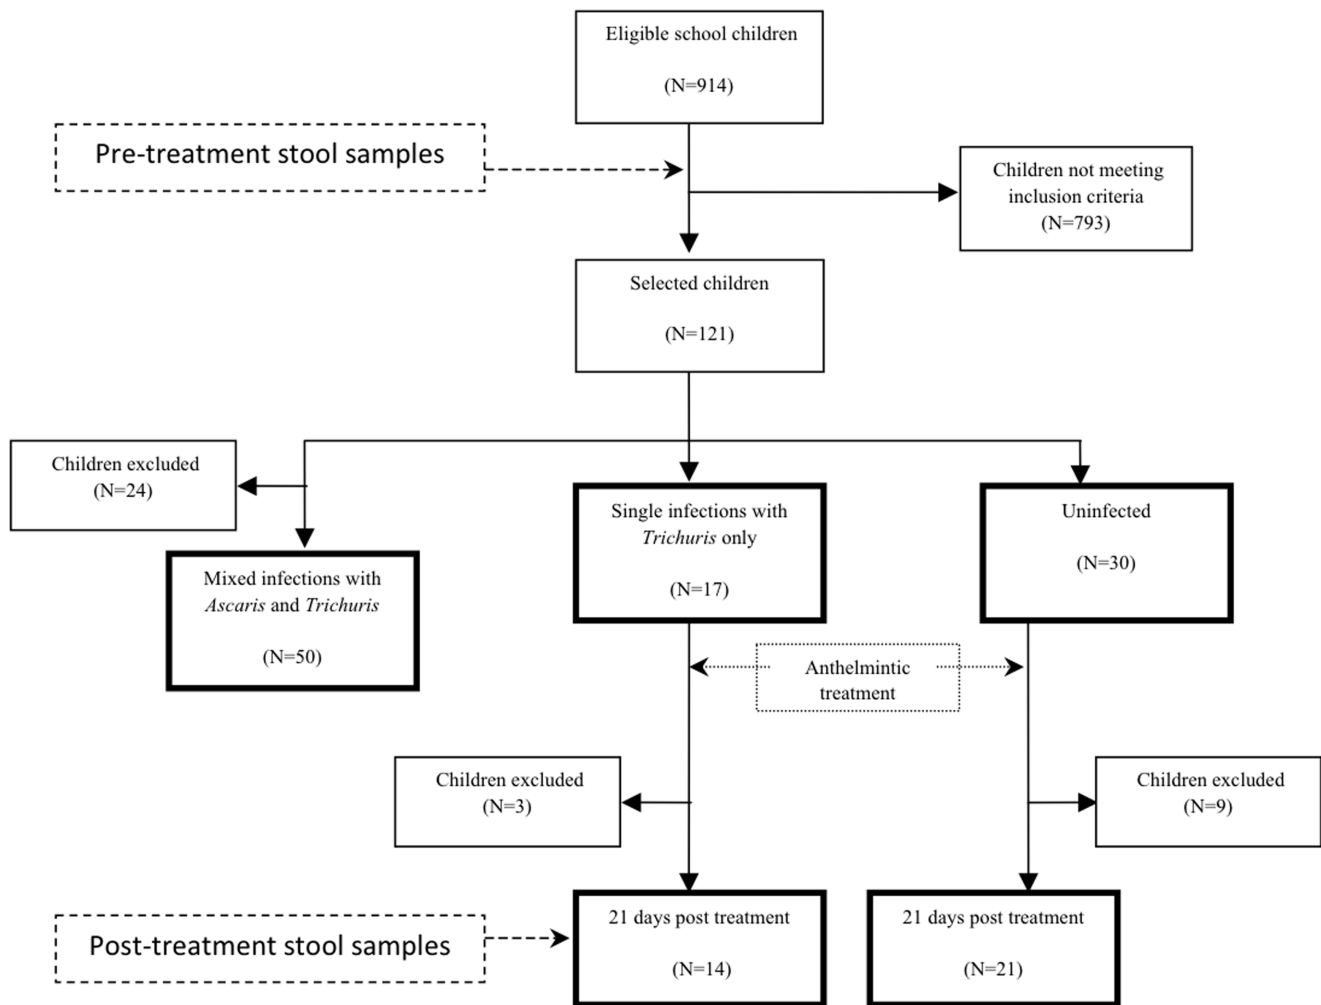 Eligible school children
(N=914)
Pre-treatment stool samples
Children not meeting
inclusion criteria
(N=793)
Selected children
(N=121)
Children excluded
(N=24)
Mixed infections with
Ascaris and Trichuris
(N=50)
Single infections with
Trichuris only
(N=17)
Uninfected
(N=30)
Anthelmintic
treatment
Children excluded
(N=3)
Children excluded
(N=9)
Post-treatment stool samples
21 days post treatment
(N=14)
21 days post treatment
(N=21)